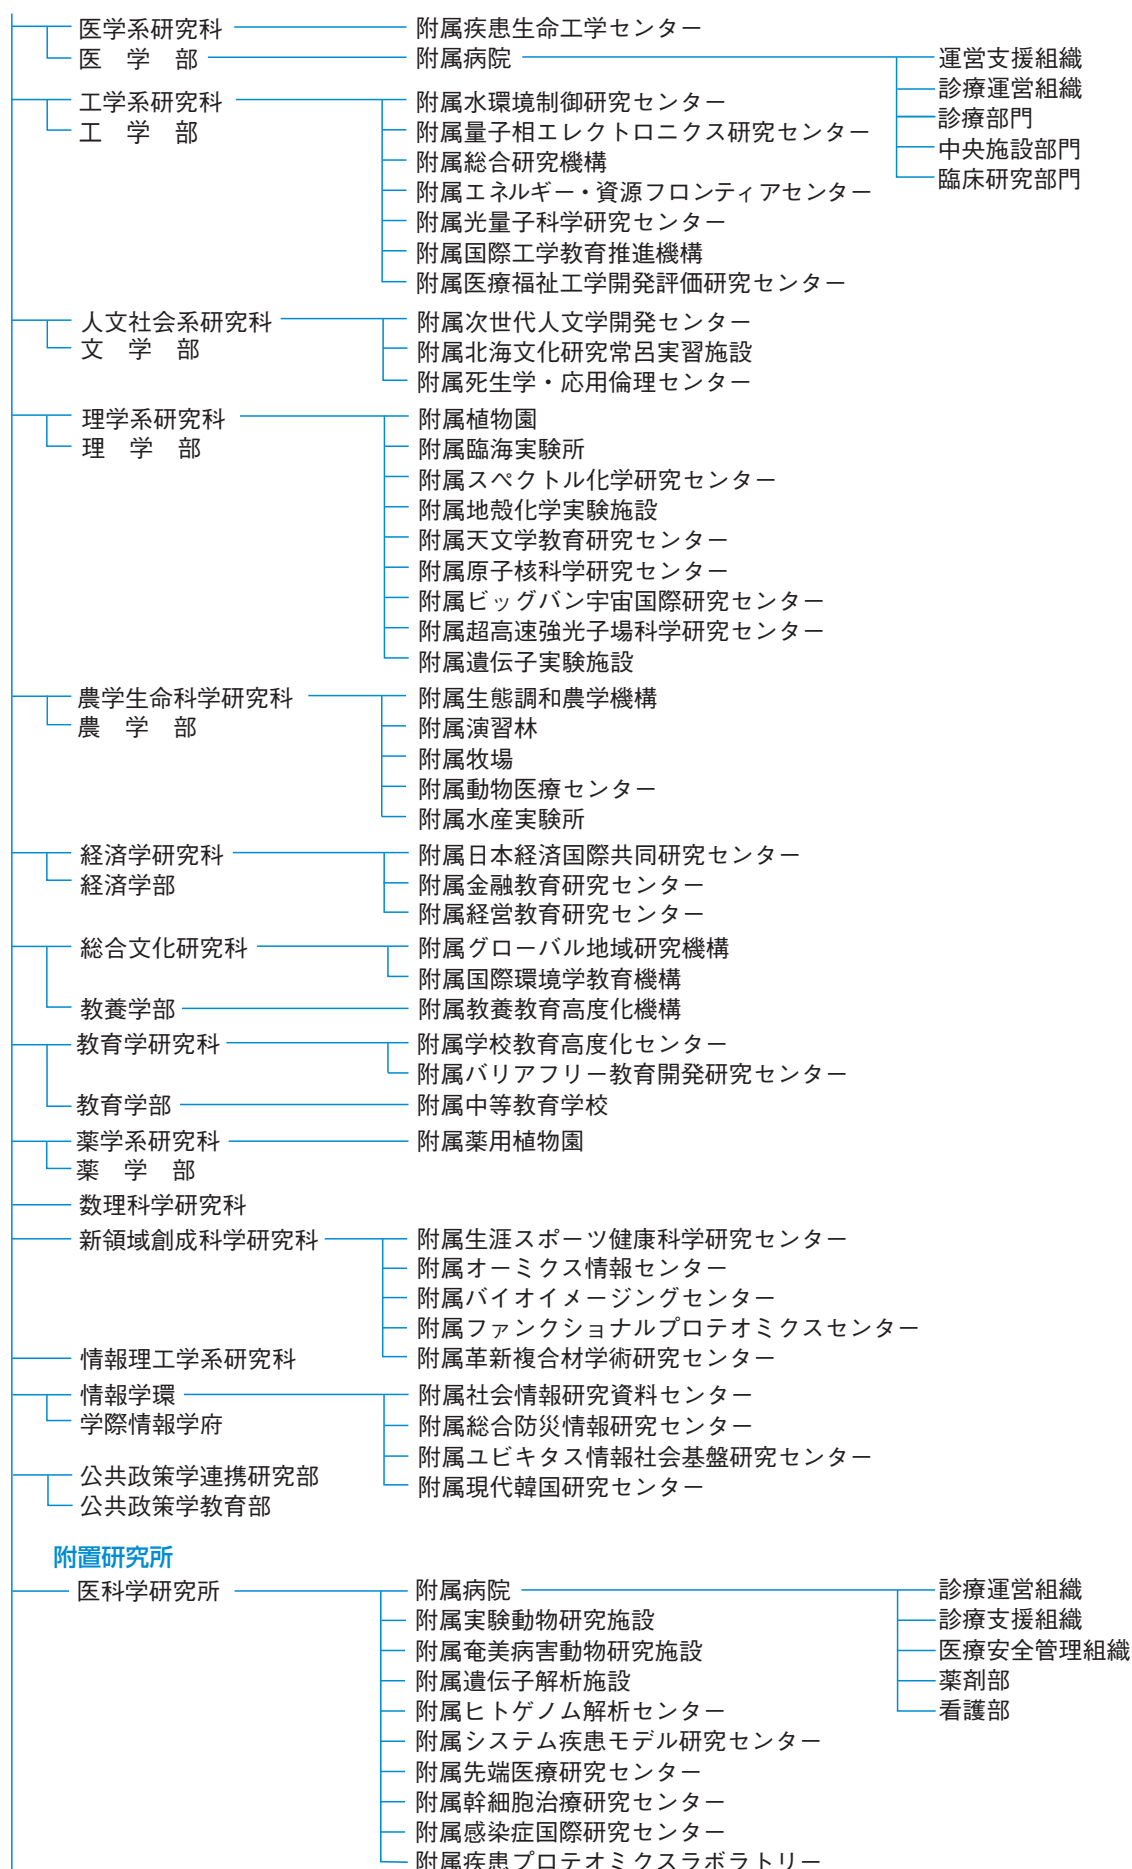 医学系研究科 附属疾患生命工学センター
医学部 附属病院 運営支援組織
診療運営組織
診療部門
中央施設部門
臨床研究部門
工学系研究科 附属水環境制御研究センター
工学部 附属量子相エレクトロニクス研究センター
附属総合研究機構
附属エネルギー・資源フロンティアセンター
附属光量子科学研究センター
附属国際工学教育推進機構
附属医療福祉工学開発評価研究センター
人文社会系研究科 附属次世代人文学開発センター
文学部 附属北海文化研究常呂実習施設
附属死生学・応用倫理センター
理学系研究科 附属植物園
理学部 附属臨海実験所
附属スペクトル化学研究センター
附属地殻化学実験施設
附属天文学教育研究センター
附属原子核科学研究センター
附属ビッグバン宇宙国際研究センター
附属超高速強光子場科学研究センター
附属遺伝子実験施設
農学生命科学研究科 附属生態調和農学機構
農学部 附属演習林
附属牧場
附属動物医療センター
附属水産実験所
経済学研究科 附属日本経済国際共同研究センター
経済学部 附属金融教育研究センター
附属経営教育研究センター
総合文化研究科 附属グローバル地域研究機構
附属国際環境学教育機構
教養学部 附属教養教育高度化機構
教育学研究科 附属学校教育高度化センター
附属バリアフリー教育開発研究センター
教育学部 附属中等教育学校
薬学系研究科 附属薬用植物園
薬学部
数理科学研究科
新領域創成科学研究科 附属生涯スポーツ健康科学研究センター
附属オーミクス情報センター
附属バイオイメージングセンター
附属ファンクショナルプロテオミクスセンター
情報理工学系研究科 附属革新複合材学術研究センター
情報学環 附属社会情報研究資料センター
学際情報学府 附属総合防災情報研究センター
附属ユビキタス情報社会基盤研究センター
公共政策学連携研究部 附属現代韓国研究センター
公共政策学教育部
附置研究所
医科学研究所 附属病院 診療運営組織
附属実験動物研究施設 診療支援組織
附属奄美病害動物研究施設 医療安全管理組織
附属遺伝子解析施設 薬剤部
附属ヒトゲノム解析センター 看護部
附属システム疾患モデル研究センター
附属先端医療研究センター
附属幹細胞治療研究センター
附属感染症国際研究センター
附属疾患プロテオミクスラボラトリー